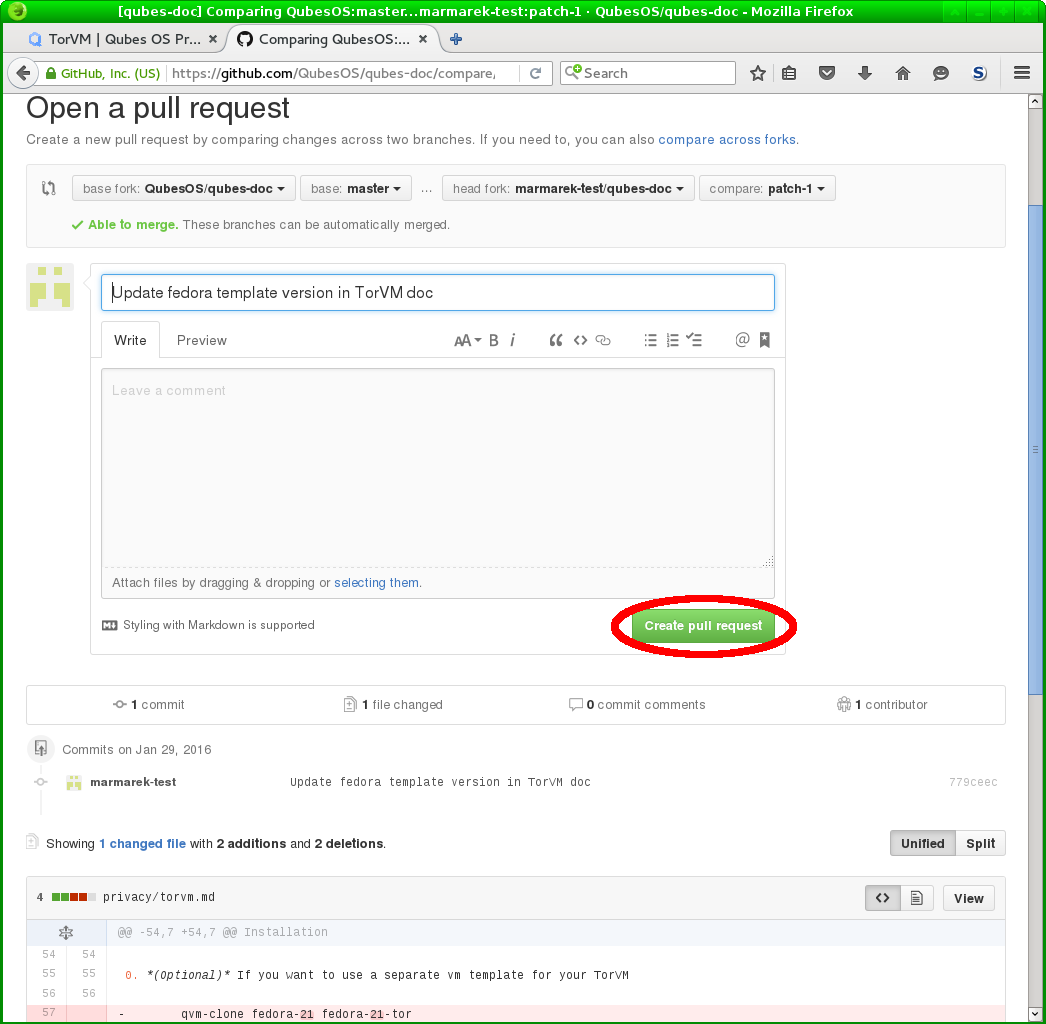 [qubes-doc] Comparing QubesOS:master...marmarek-test:patch-1 · QubesOS/qubes-doc - Mozilla Firefox
TorVM | Qubes OS Pr... × Comparing QubesOS:... ×
GitHub, Inc. (US) https://github.com/QubesOS/qubes-doc/compare/ Search S
Open a pull request
Create a new pull request by comparing changes across two branches. If you need to, you can also compare across forks.
base fork: QubesOS/qubes-doc base: master ... head fork: marmarek-test/qubes-doc compare: patch-1
Able to merge. These branches can be automatically merged.
Update fedora template version in TorVM doc
Write Preview AA B i “ <> @
Leave a comment
Attach files by dragging & dropping or selecting them.
Styling with Markdown is supported Create pull request
1 commit 1 file changed 0 commit comments 1 contributor
Commits on Jan 29, 2016
marmarek-test Update fedora template version in TorVM doc 779ceec
Showing 1 changed file with 2 additions and 2 deletions. Unified Split
4 privacy/torvm.md <> View
@@ -54,7 +54,7 @@ Installation
54 54
55 55 0. *(Optional)* If you want to use a separate vm template for your TorVM
56 56
57 - qvm-clone fedora-21 fedora-21-tor